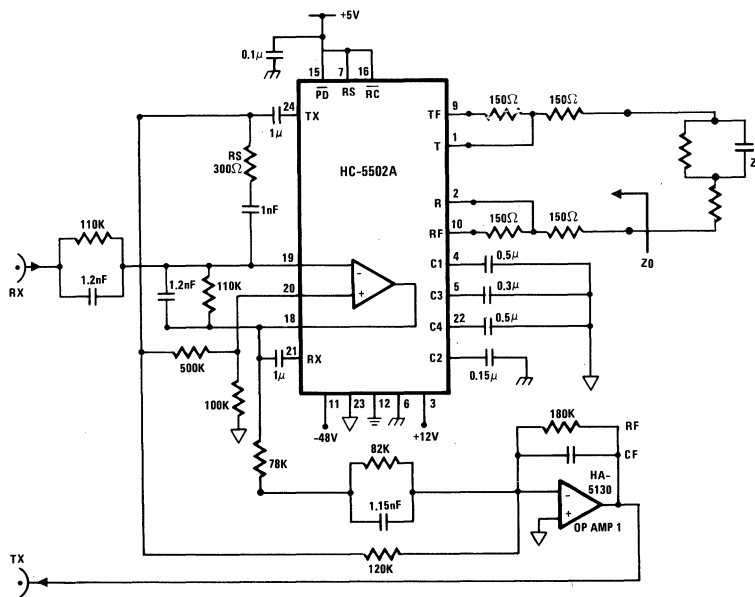 +5V
0.1µ
15 7 16
PD RS RC
24
TX
1µ
RS
300Ω
1nF
HC-5502A
9
TF
150Ω 150Ω
1
T
2
R
10
RF
150Ω 150Ω
Z
Z0
110K
1.2nF
RX
1.2nF
110K
19
20
18
21
RX
1µ
-
+
C1 4 0.5µ
C3 5 0.3µ
C4 22 0.5µ
C2 7 0.15µ
500K
100K
11 23 12 6 3
-48V
+12V
78K
82K
1.15nF
180K
RF
CF
HA-
5130
-
+
OP AMP 1
120K
TX